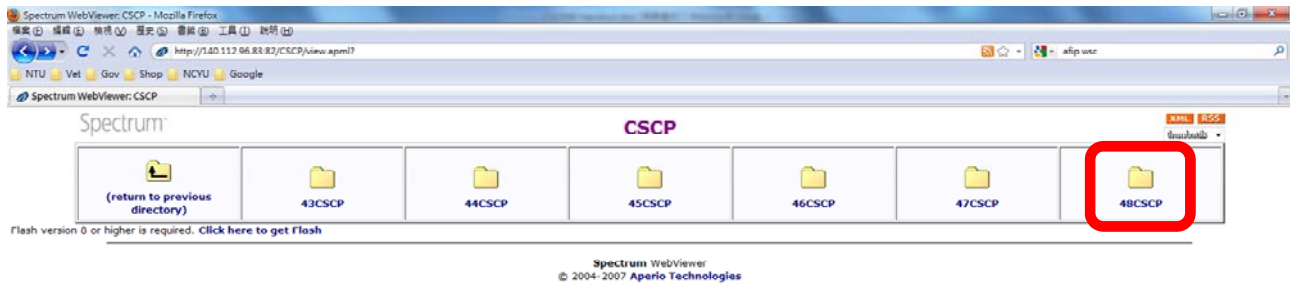 Spectrum WebViewer: CSCP - Mozilla Firefox
檔案(F) 編輯(E) 檢視(V) 歷史(S) 書籤(B) 工具(T) 說明(H)
http://140.112.96.83:82/CSCP/view.apml?
afip wsc
NTU Vet Gov Shop NCYU Google
Spectrum WebViewer: CSCP
Spectrum
CSCP
XML RSS
thumbnails
(return to previous directory)
43CSCP
44CSCP
45CSCP
46CSCP
47CSCP
48CSCP
Flash version 0 or higher is required. Click here to get Flash
Spectrum WebViewer
© 2004-2007 Aperio Technologies